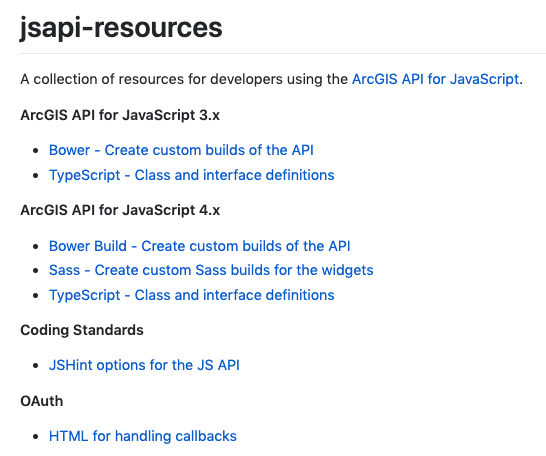 jsapi-resources
A collection of resources for developers using the ArcGIS API for JavaScript.
ArcGIS API for JavaScript 3.x
• Bower - Create custom builds of the API
• TypeScript - Class and interface definitions
ArcGIS API for JavaScript 4.x
• Bower Build - Create custom builds of the API
• Sass - Create custom Sass builds for the widgets
• TypeScript - Class and interface definitions
Coding Standards
• JSHint options for the JS API
OAuth
• HTML for handling callbacks